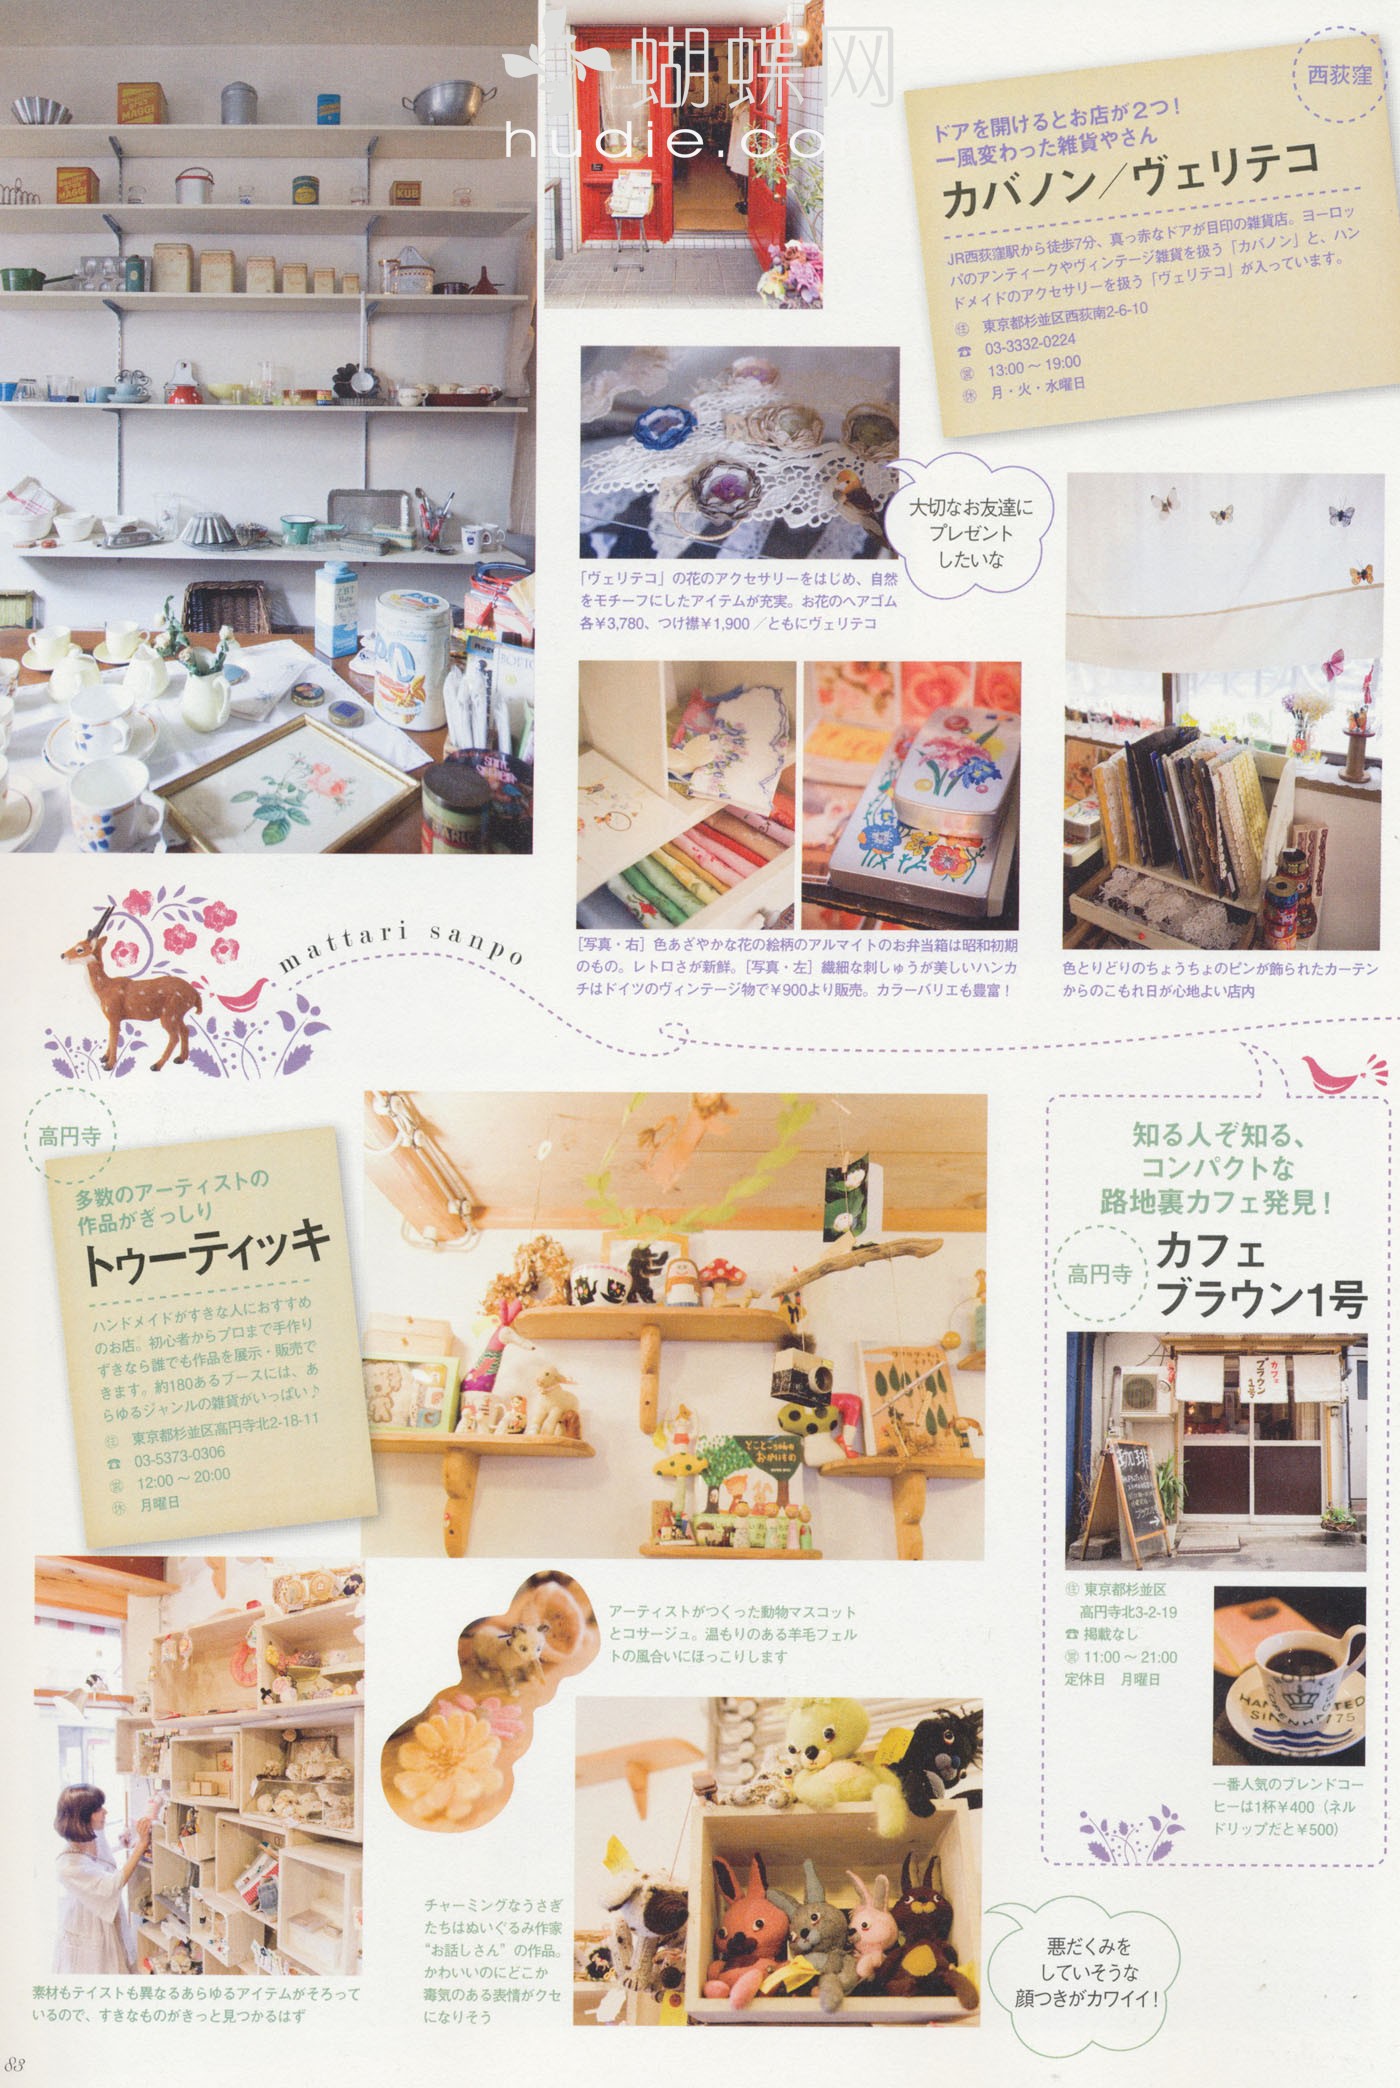 蝴蝶网
hudie.com
西荻窪
ドアを開けるとお店が2つ！
一風変わった雑貨やさん
カバノン／ヴェリテコ
JR西荻窪駅から徒歩7分、真っ赤なドアが目印の雑貨店。ヨーロッ
パのアンティークやヴィンテージ雑貨を扱う「カバノン」と、ハン
ドメイドのアクセサリーを扱う「ヴェリテコ」が入っています。
㊟ 東京都杉並区西荻南2-6-10
☎ 03-3332-0224
㊡ 月・火・水曜日
13:00～19:00
大切なお友達に
プレゼント
したいな
「ヴェリテコ」の花のアクセサリーをはじめ、自然
をモチーフにしたアイテムが充実。お花のヘアゴム
各¥3,780、つけ襟¥1,900／ともにヴェリテコ
［写真・右］色あざやかな花の絵柄のアルマイトのお弁当箱は昭和初期
のもの。レトロさが新鮮。［写真・左］繊細な刺しゅうが美しいハンカ
チはドイツのヴィンテージ物で¥900より販売。カラーバリエも豊富！
色とりどりのちょうちょのピンが飾られたカーテン
からのこもれ日が心地よい店内
mattari sanpo
高円寺
多数のアーティストの
作品がぎっしり
トゥーティッキ
ハンドメイドがすきな人におすすめ
のお店。初心者からプロまで手作り
ずきなら誰でも作品を展示・販売で
きます。約180あるブースには、あ
らゆるジャンルの雑貨がいっぱい♪
住 東京都杉並区高円寺北2-18-11
☎ 03-5373-0306
営 12:00～20:00
休 月曜日
知る人ぞ知る、
コンパクトな
路地裏カフェ発見！
高円寺
カフェ
ブラウン1号
カフェ
ブラウン
1号
珈琲
住 東京都杉並区
高円寺北3-2-19
☎ 掲載なし
営 11:00～21:00
定休日 月曜日
一番人気のブレンドコー
ヒーは1杯¥400（ネル
ドリップだと¥500）
アーティストがつくった動物マスコット
とコサージュ。温もりのある羊毛フェル
トの風合いにほっこりします
チャーミングなうさぎ
たちはぬいぐるみ作家
“お話しさん”の作品。
かわいいのにどこか
毒気のある表情がクセ
になりそう
悪だくみを
していそうな
顔つきがカワイイ！
素材もテイストも異なるあらゆるアイテムがそろって
いるので、すきなものがきっと見つかるはず
83